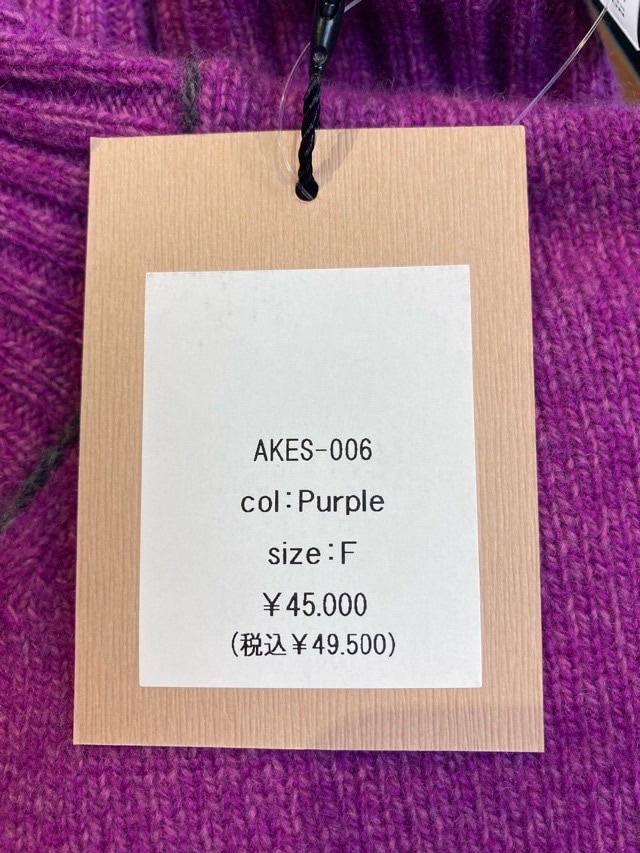 AKES-006
col:Purple
size:F
￥45.000
(税込￥49.500)